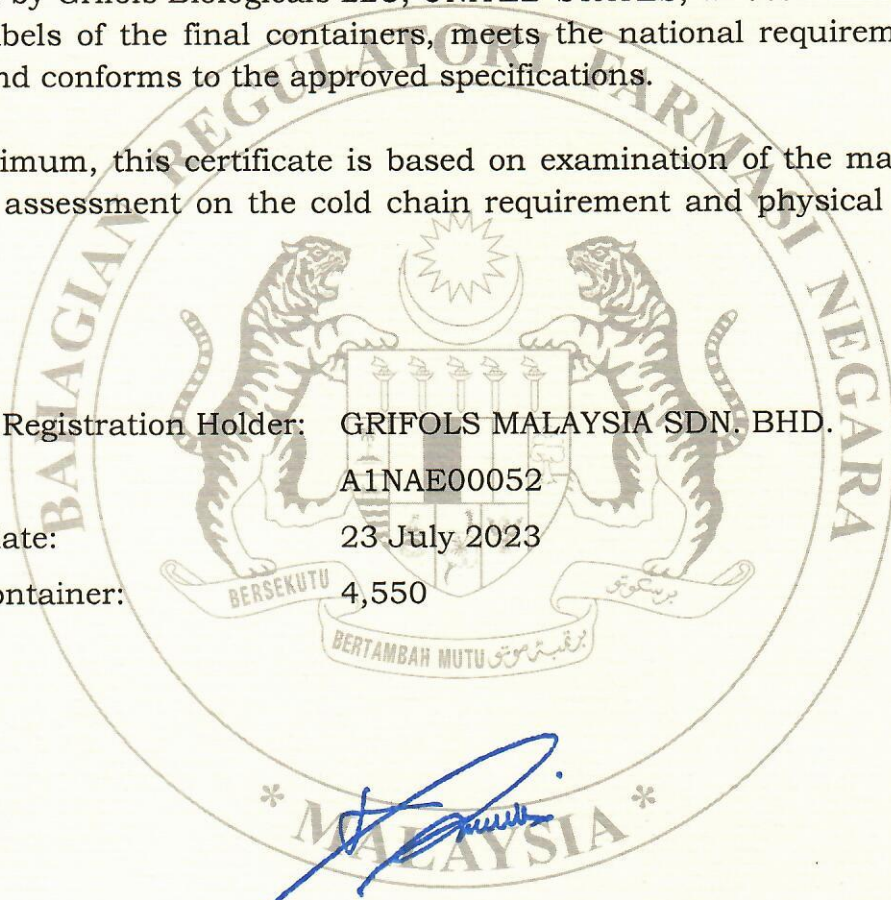 by Grifols Biologicals LLC, UNITED STATES,
bels of the final containers, meets the national requirem
nd conforms to the approved specifications.
imum, this certificate is based on examination of the ma
assessment on the cold chain requirement and physical
Registration Holder: GRIFOLS MALAYSIA SDN. BHD.
A1NAE00052
ate: 23 July 2023
ontainer: 4,550
BAHAGIAN REGULATORI FARMASI NEGARA
BERSEKUTU برسکوتو
BERTAMBAH MUTU برتمبه موتو
* MALAYSIA *